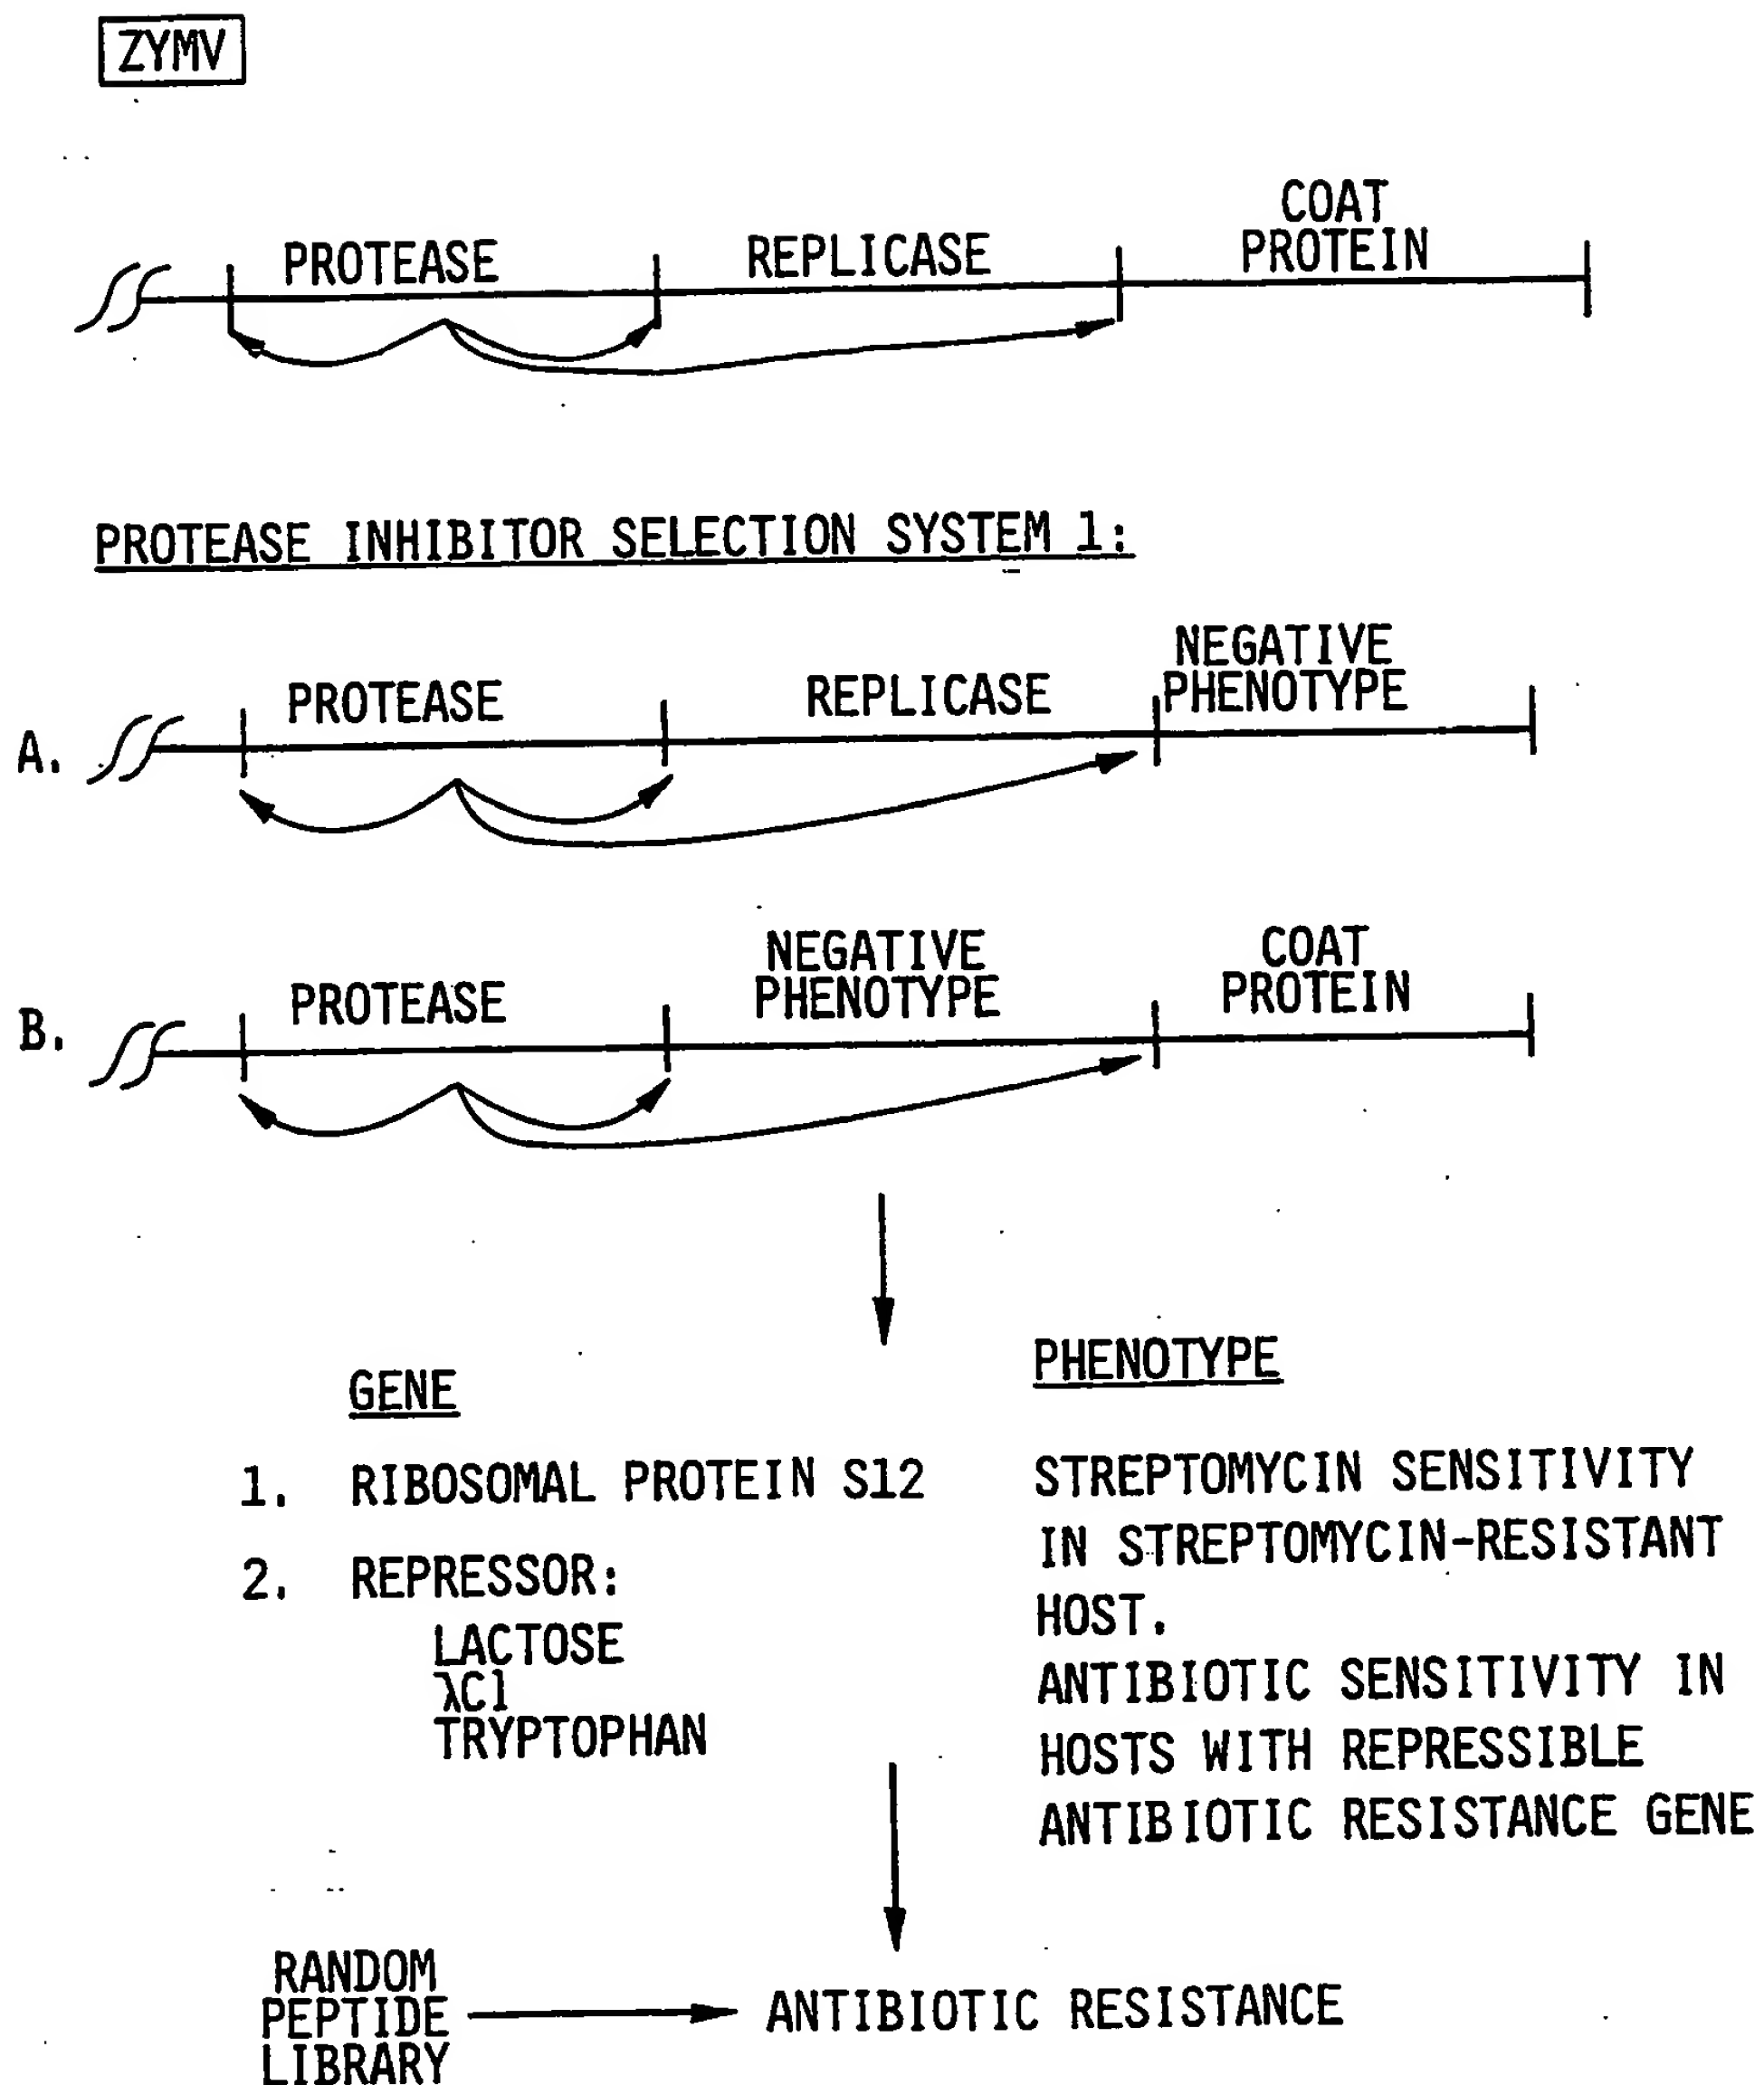 ZYMV
PROTEASE
REPLICASE
COAT
PROTEIN
PROTEASE INHIBITOR SELECTION SYSTEM 1:
A.
PROTEASE
REPLICASE
NEGATIVE
PHENOTYPE
B.
PROTEASE
NEGATIVE
PHENOTYPE
COAT
PROTEIN
GENE
1. RIBOSOMAL PROTEIN S12
2. REPRESSOR:
LACTOSE
λC1
TRYPTOPHAN
PHENOTYPE
STREPTOMYCIN SENSITIVITY
IN STREPTOMYCIN-RESISTANT
HOST.
ANTIBIOTIC SENSITIVITY IN
HOSTS WITH REPRESSIBLE
ANTIBIOTIC RESISTANCE GENE
RANDOM
PEPTIDE
LIBRARY
ANTIBIOTIC RESISTANCE